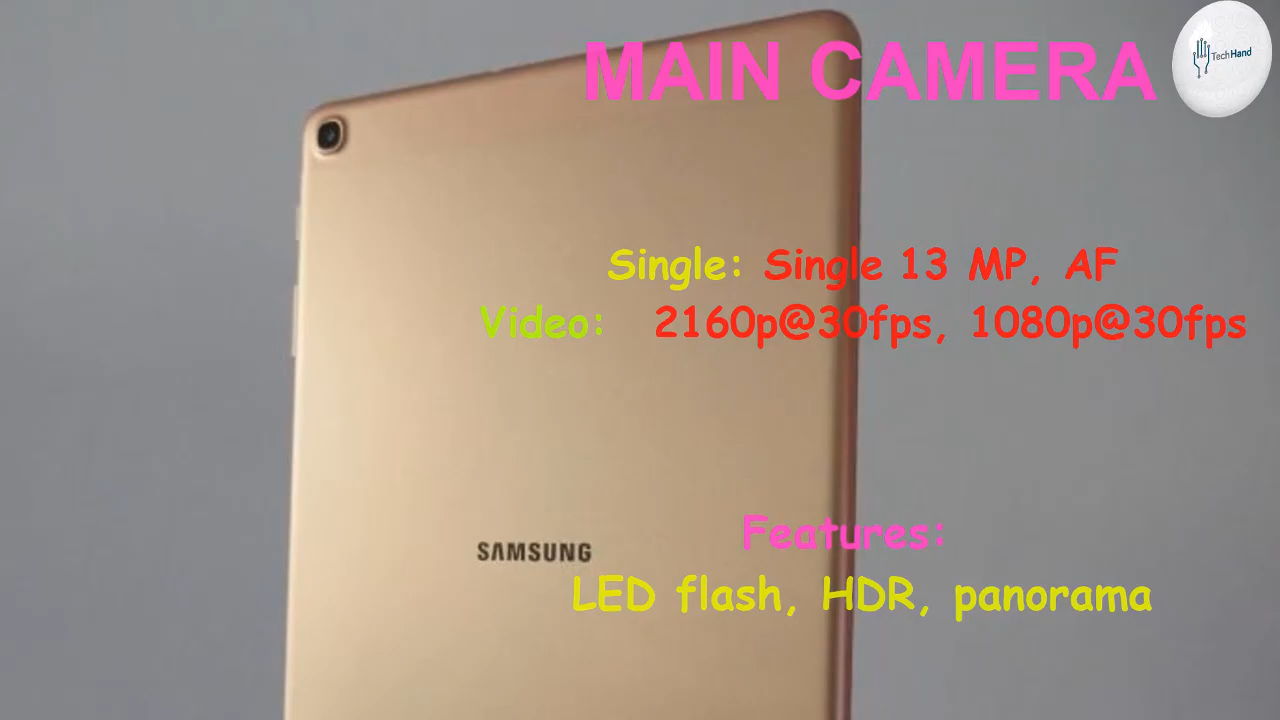 MAIN CAMERA
TechHand
Single: Single 13 MP, AF
Video: 2160p@30fps, 1080p@30fps
SAMSUNG
Features:
LED flash, HDR, panorama